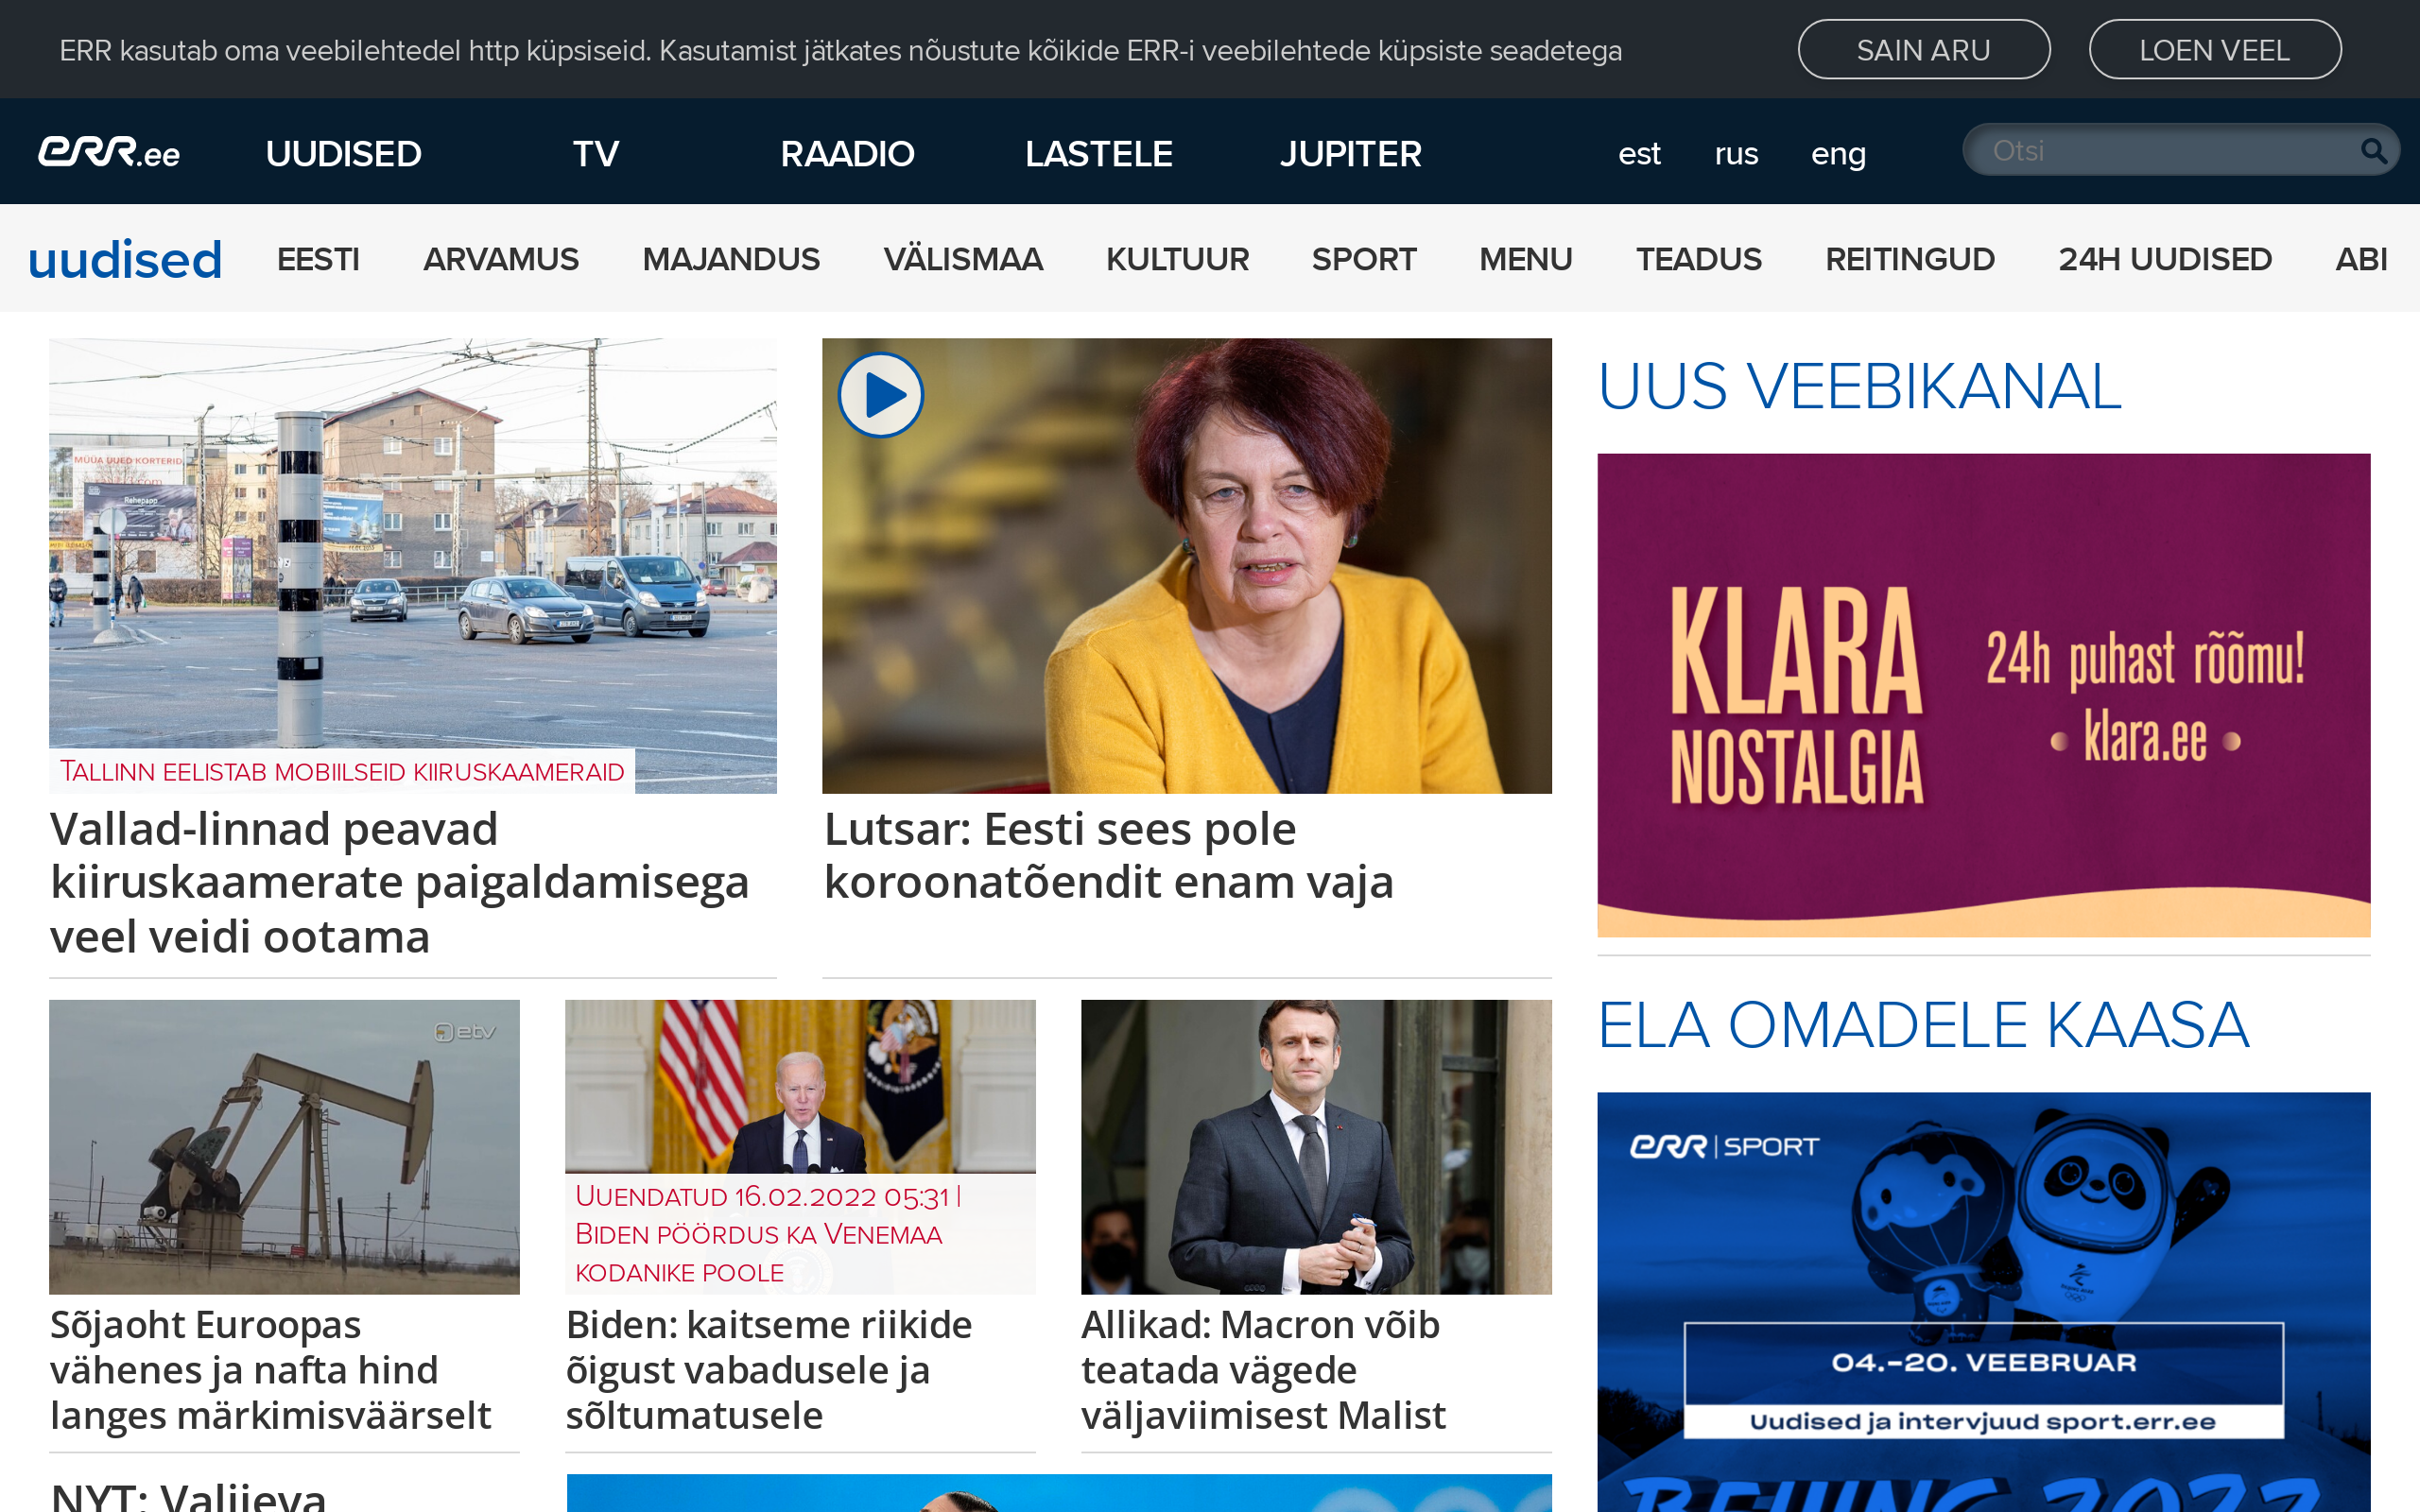 ERR kasutab oma veebilehtedel http küpsiseid. Kasutamist jätkates nõustute kõikide ERR-i veebilehtede küpsiste seadetega
SAIN ARU
LOEN VEEL
err.ee
UUDISED
TV
RAADIO
LASTELE
JUPITER
est
rus
eng
Otsi
uudised
EESTI
ARVAMUS
MAJANDUS
VÄLISMAA
KULTUUR
SPORT
MENU
TEADUS
REITINGUD
24H UUDISED
ABI
MÜÜA UUED KORTERID
Rehepapp
TALLINN EELISTAB MOBIILSEID KIIRUSKAAMERAID
Vallad-linnad peavad
kiiruskaamerate paigaldamisega
veel veidi ootama
Lutsar: Eesti sees pole
koroonatõendit enam vaja
UUS VEEBIKANAL
KLARA
NOSTALGIA
24h puhast rõõmu!
• klara.ee •
etv
Sõjaoht Euroopas
vähenes ja nafta hind
langes märkimisväärselt
UUENDATUD 16.02.2022 05:31 |
BIDEN PÖÖRDUS KA VENEMAA
KODANIKE POOLE
Biden: kaitseme riikide
õigust vabadusele ja
sõltumatusele
Allikad: Macron võib
teatada vägede
väljaviimisest Malist
ELA OMADELE KAASA
err | SPORT
04.-20. VEEBRUAR
Uudised ja intervjuud sport.err.ee
BEIJING 2022
NYT: Valijeva